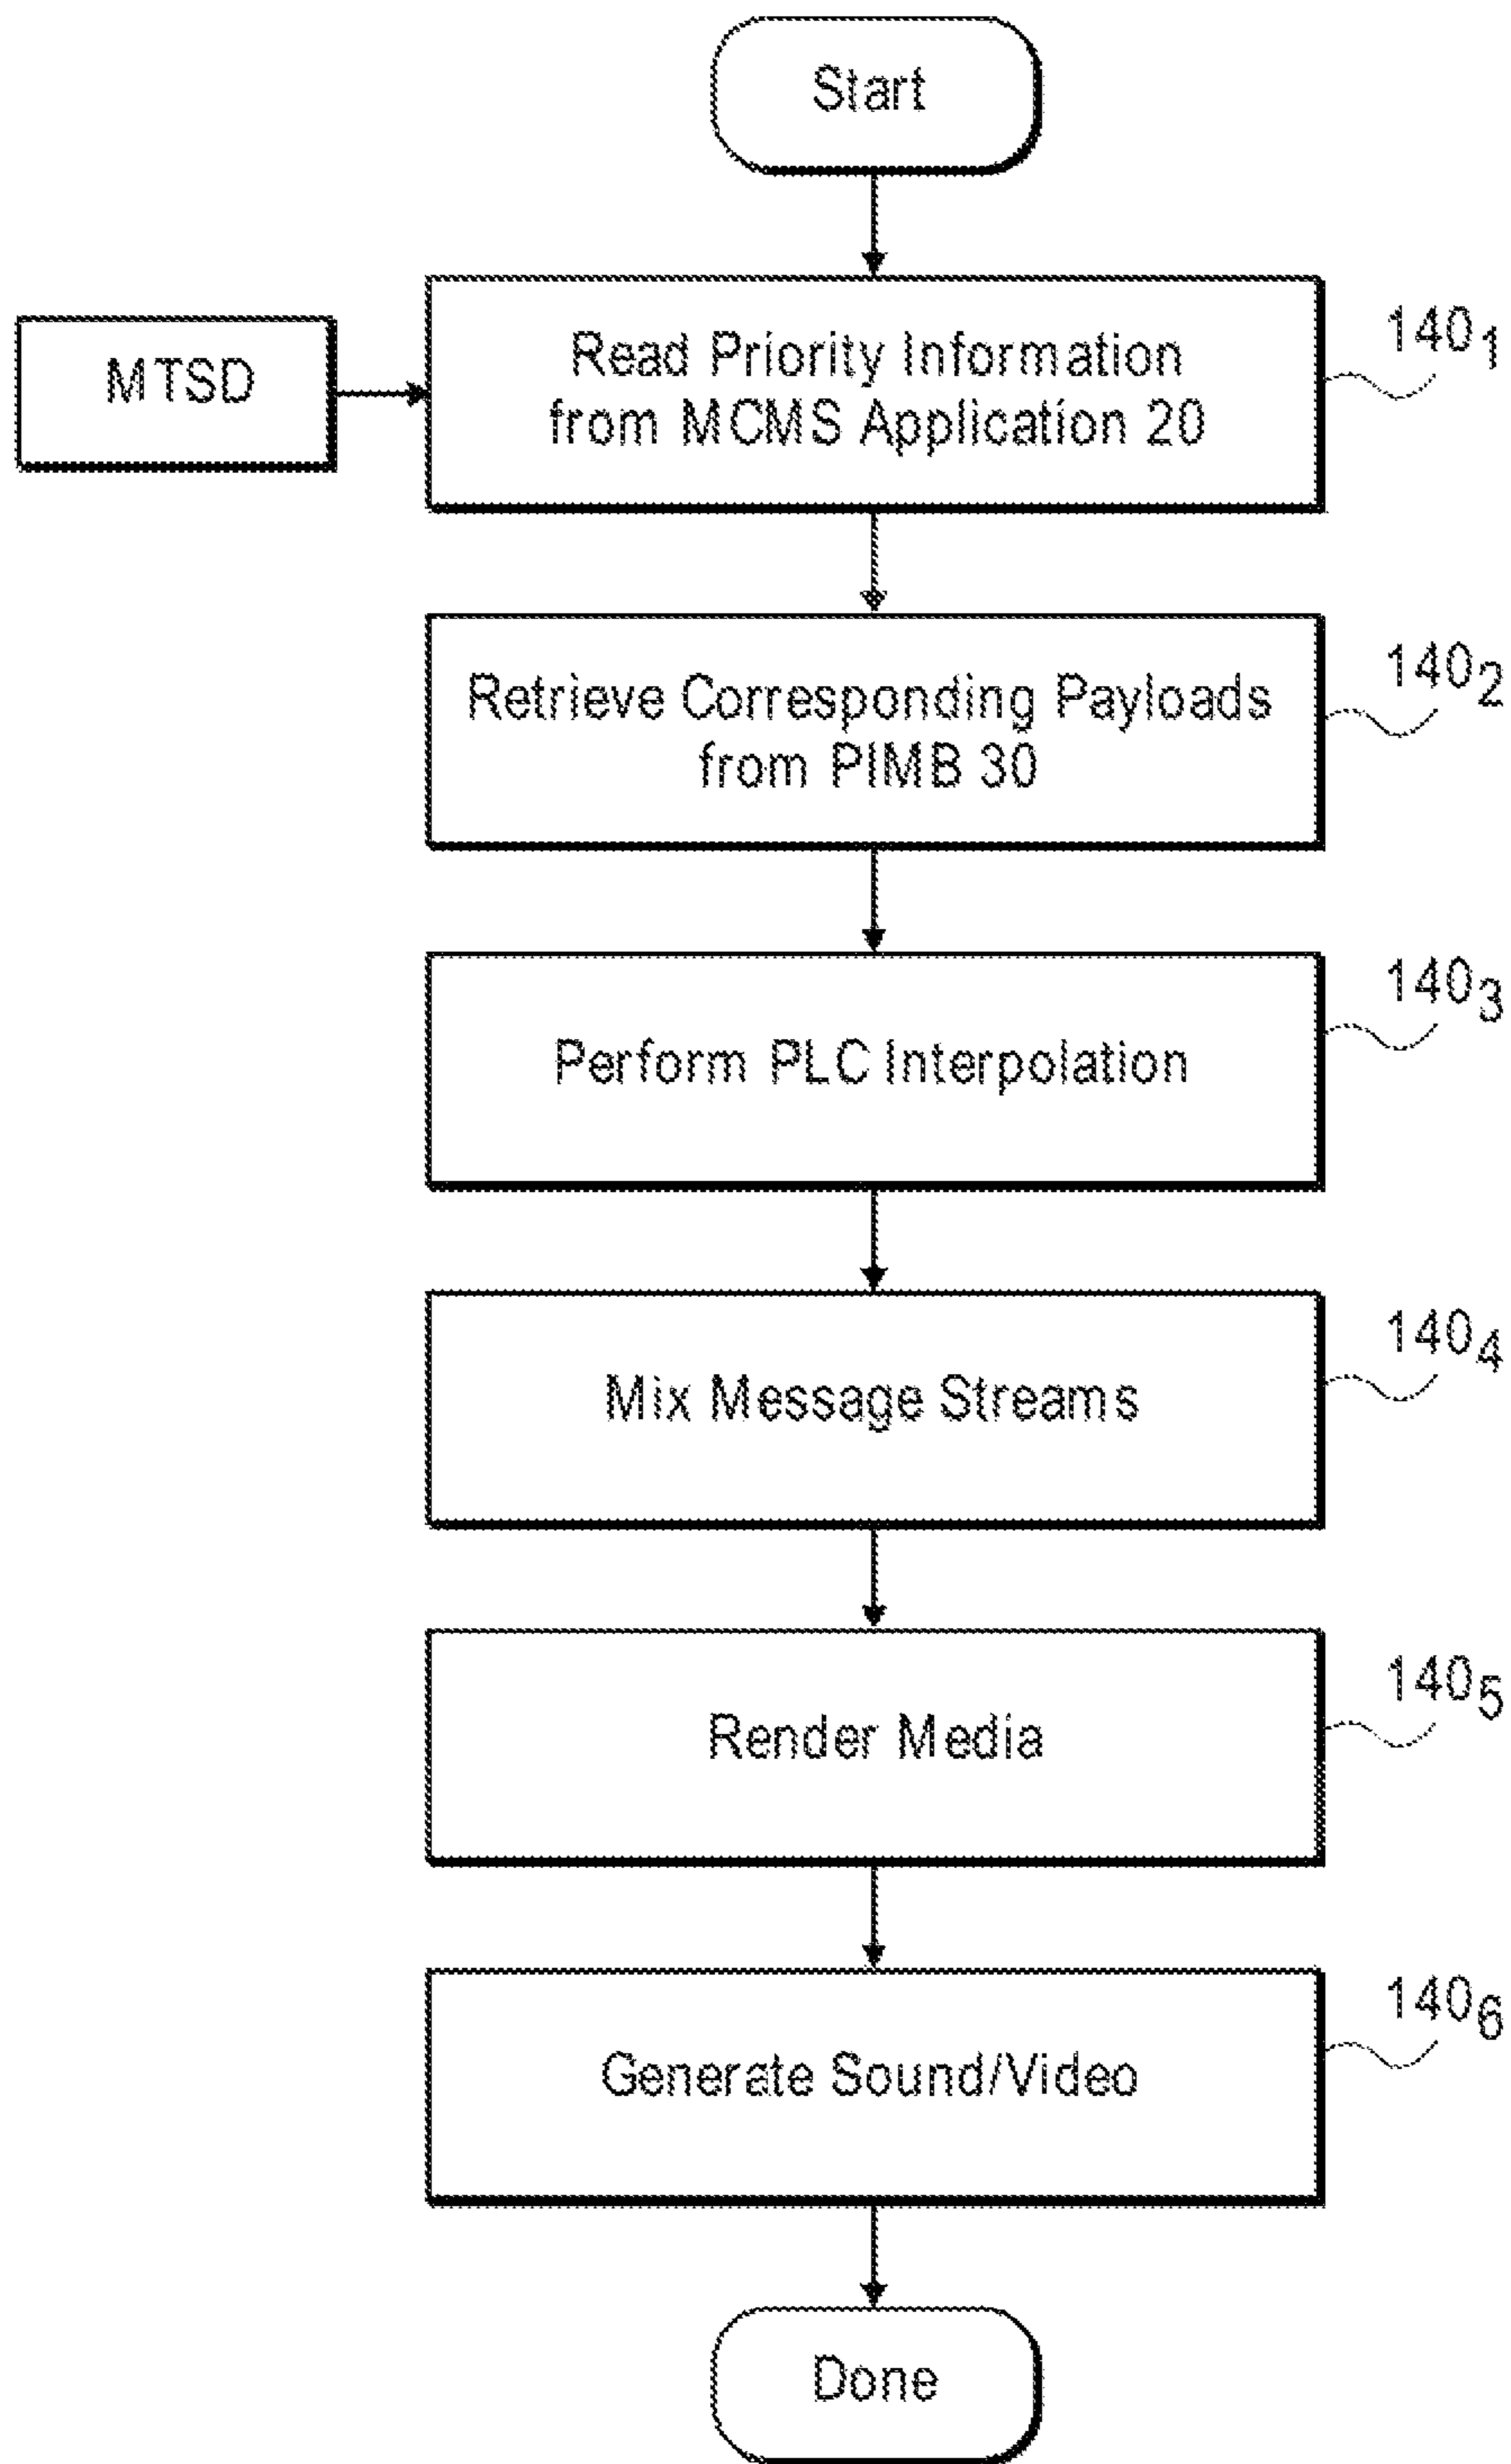 Start
MTSD
Read Priority Information
from MCMS Application 20
140₁
Retrieve Corresponding Payloads
from PIMB 30
140₂
Perform PLC Interpolation
140₃
Mix Message Streams
140₄
Render Media
140₅
Generate Sound/Video
140₆
Done